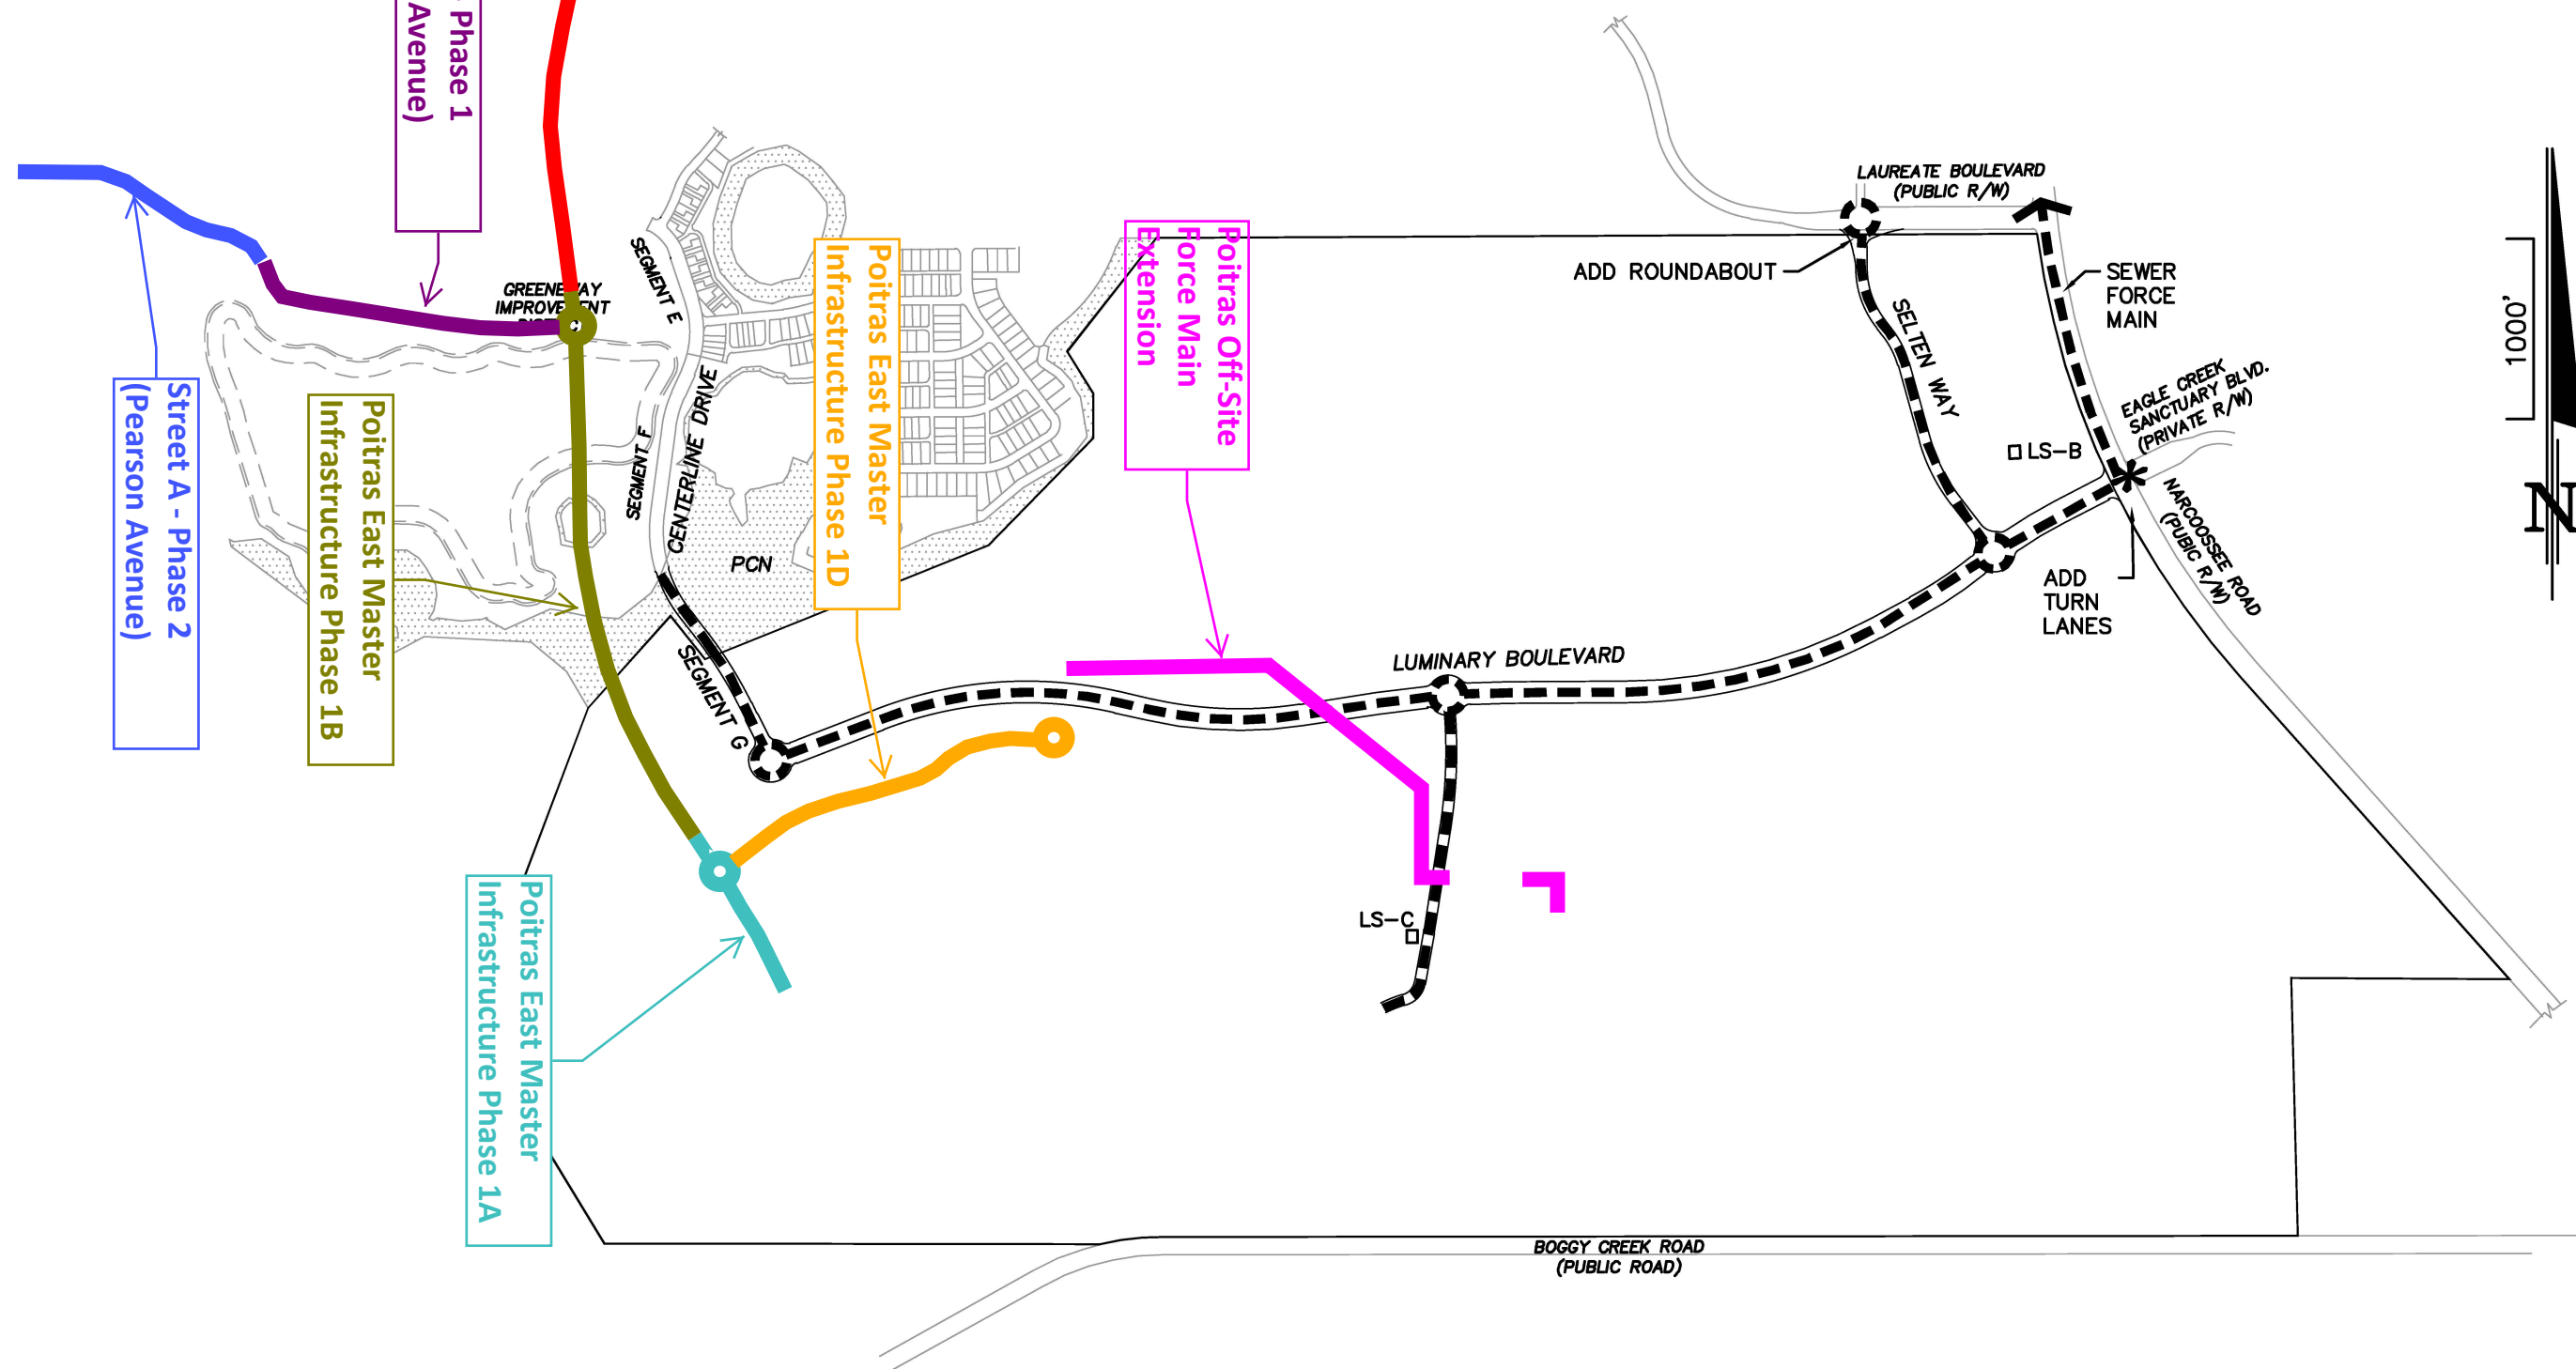 Phase 1
Avenue)
LAUREATE BOULEVARD
(PUBLIC R/W)
ADD ROUNDABOUT
SEWER
FORCE
MAIN
SELTEN WAY
EAGLE CREEK
SANCTUARY BLVD.
(PRIVATE R/W)
LS-B
NARCOOSSEE ROAD
(PUBIC R/W)
ADD
TURN
LANES
1000'
N
GREENEWAY
IMPROVEMENT
SEGMENT E
SEGMENT F
CENTERLINE DRIVE
PCN
SEGMENT G
LUMINARY BOULEVARD
LS-C
Poitras Off-Site
Force Main
Extension
Poitras East Master
Infrastructure Phase 1D
Street A - Phase 2
(Pearson Avenue)
Poitras East Master
Infrastructure Phase 1B
Poitras East Master
Infrastructure Phase 1A
BOGGY CREEK ROAD
(PUBLIC ROAD)